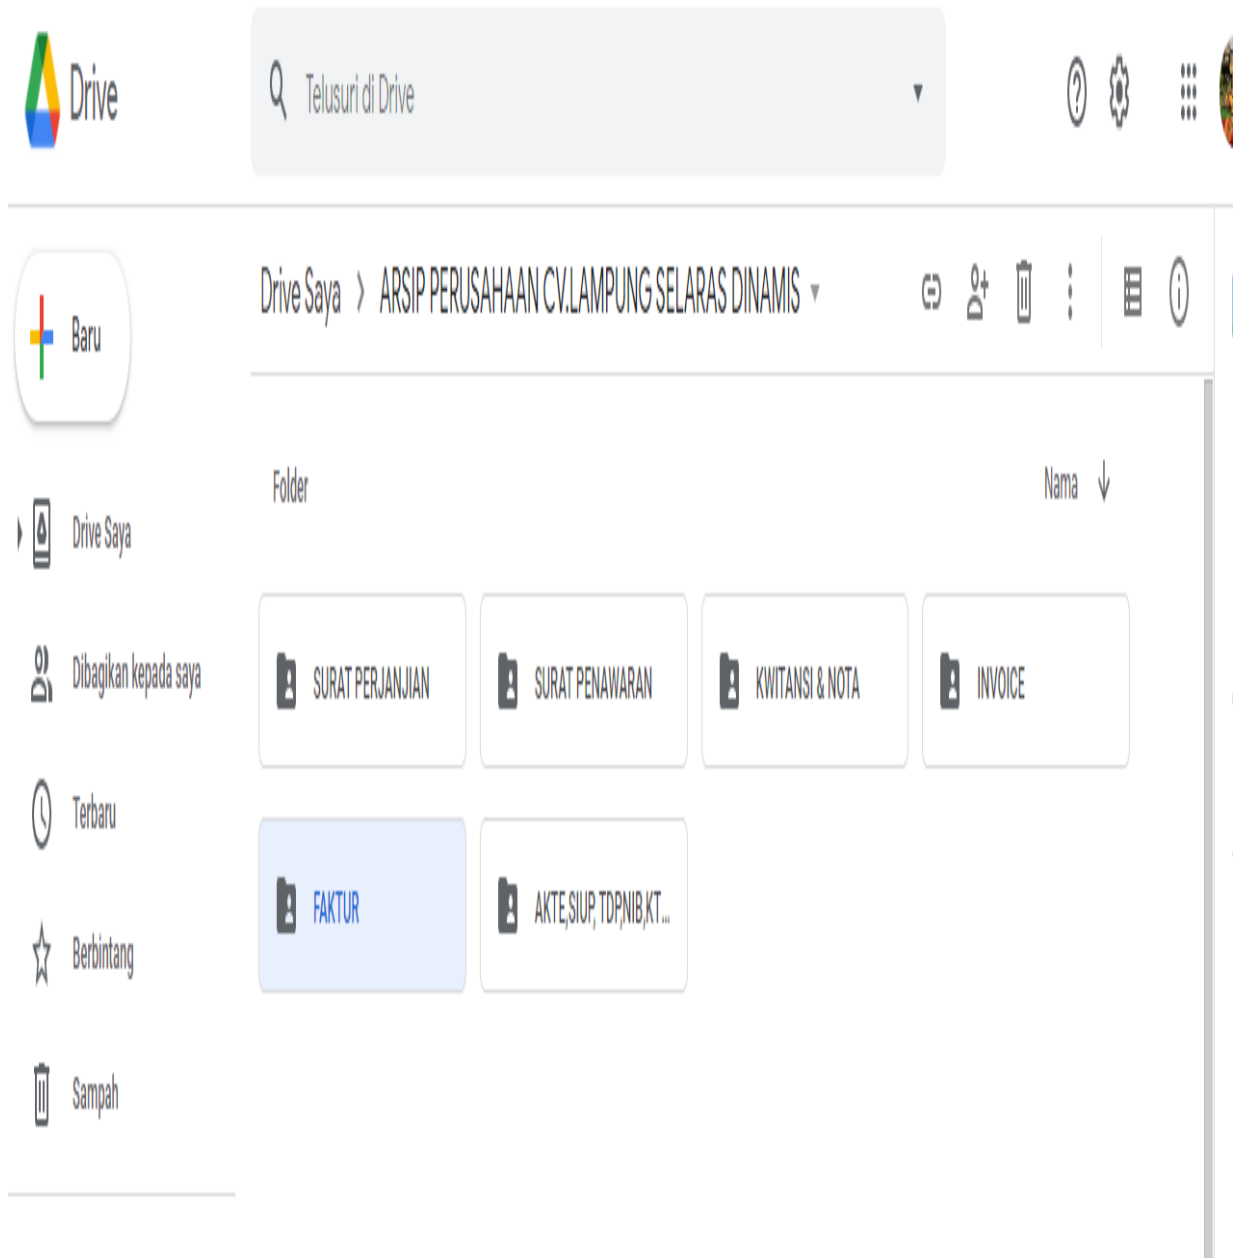 Drive
Telusuri di Drive
Baru
Drive Saya > ARSIP PERUSAHAAN CV.LAMPUNG SELARAS DINAMIS
Folder
Nama
Drive Saya
Dibagikan kepada saya
Terbaru
Berbintang
Sampah
SURAT PERJANJIAN
SURAT PENAWARAN
KWITANSI & NOTA
INVOICE
FAKTUR
AKTE,SIUP, TDP,NIB,KT...